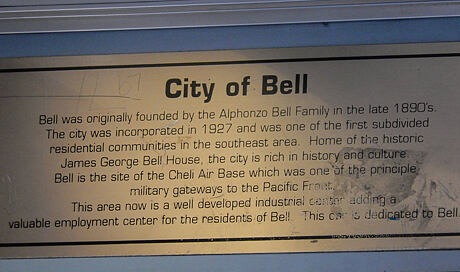 City of Bell
Bell was originally founded by the Alphonzo Bell Family in the late 1890's.
The city was incorporated in 1927 and was one of the first subdivided
residential communities in the southeast area. Home of the historic
James George Bell House, the city is rich in history and culture.
Bell is the site of the Cheli Air Base which was one of the principle
military gateways to the Pacific Front.
This area now is a well developed industrial center adding a
valuable employment center for the residents of Bell. This car is dedicated to Bell.